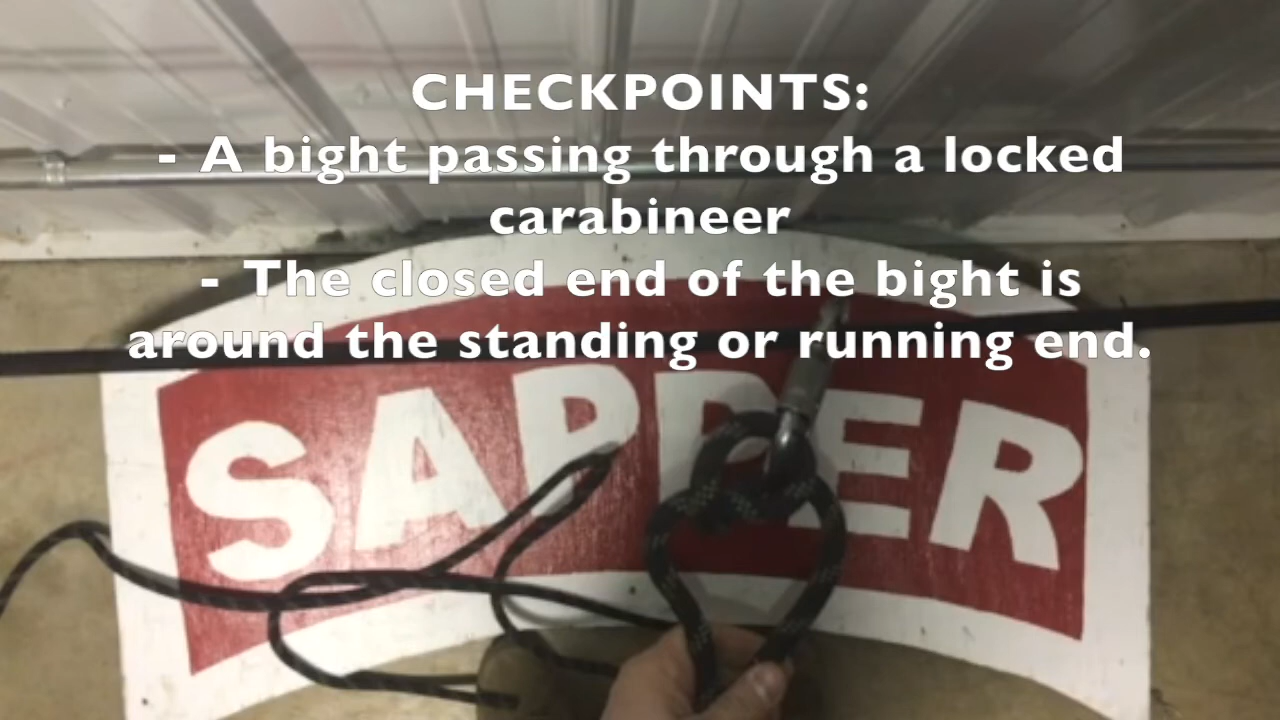 CHECKPOINTS:
- A bight passing through a locked
carabineer
- The closed end of the bight is
around the standing or running end.
SAPPER